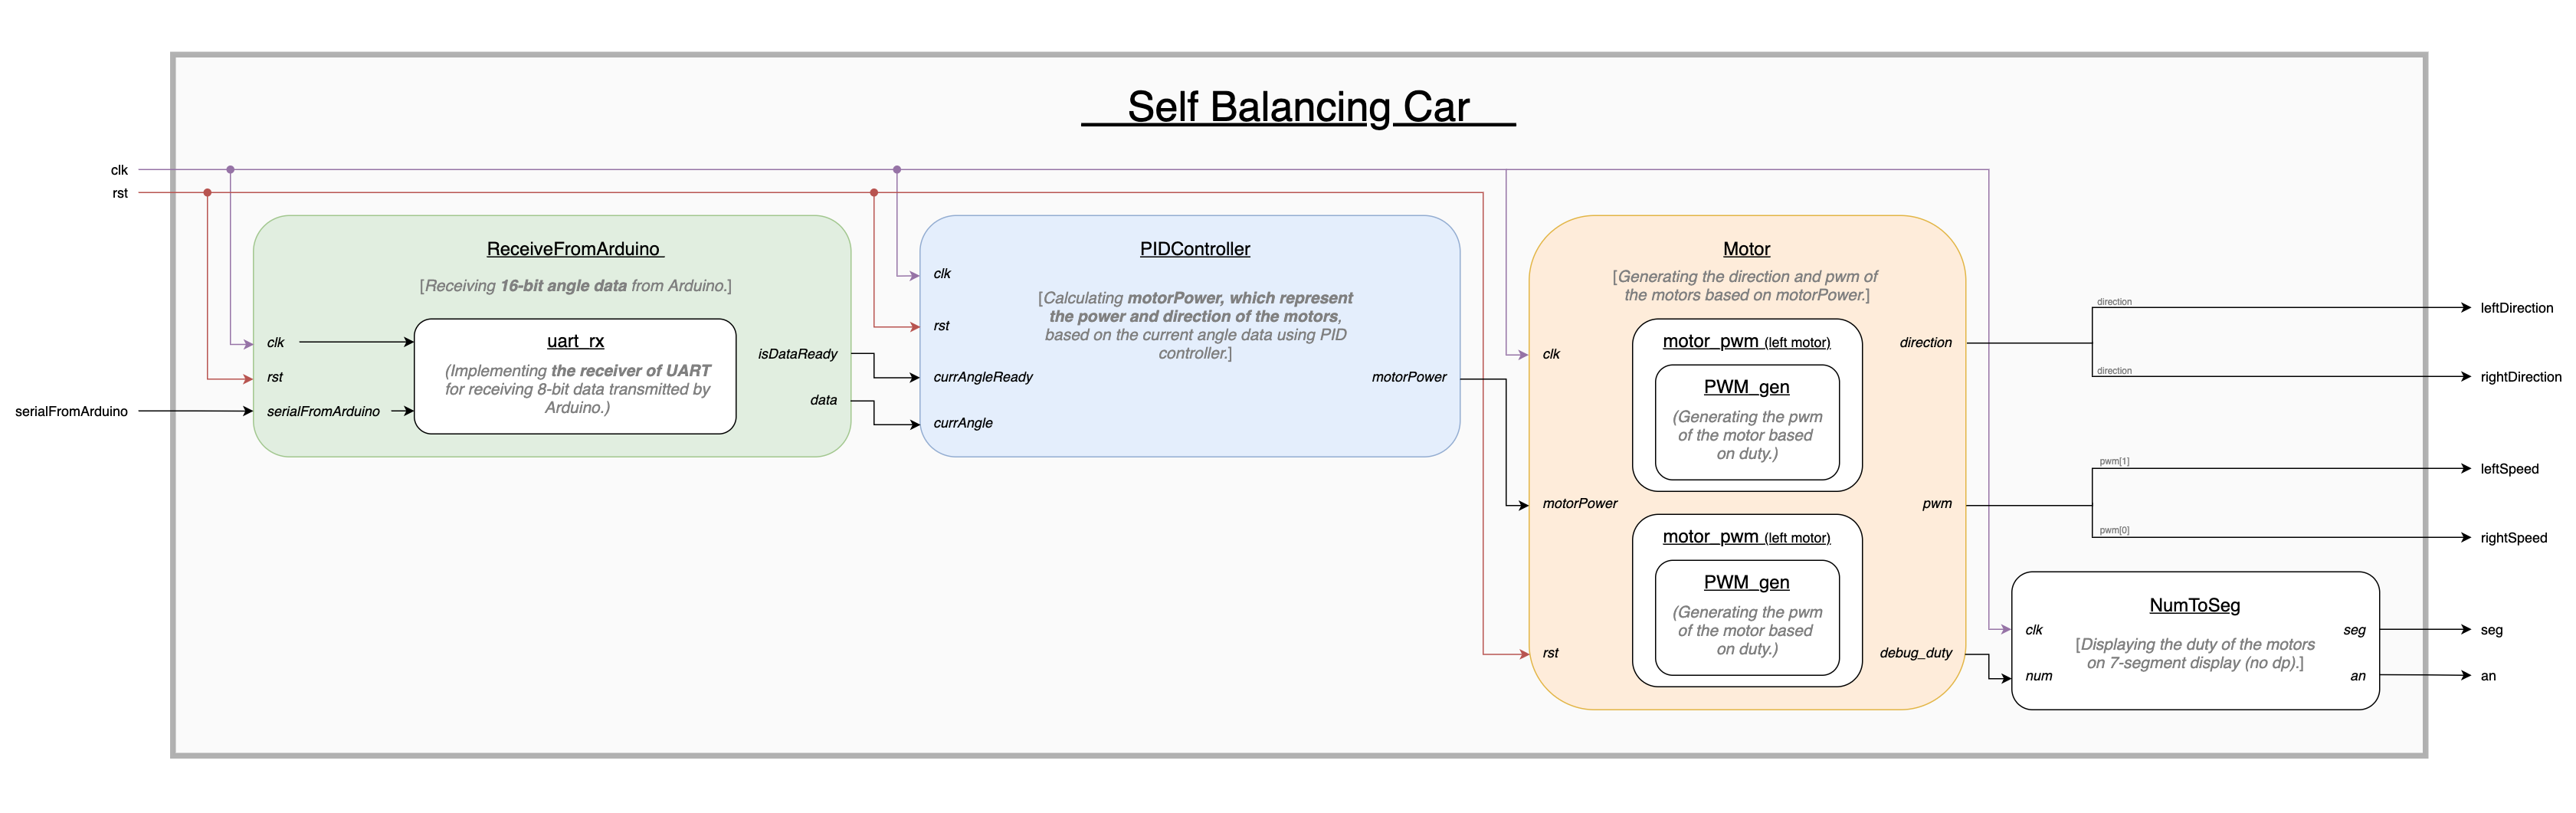 Self Balancing Car
clk
rst
serialFromArduino
ReceiveFromArduino
[Receiving 16-bit angle data from Arduino.]
clk
rst
serialFromArduino
uart_rx
(Implementing the receiver of UART
for receiving 8-bit data transmitted by
Arduino.)
isDataReady
data
PIDController
clk
[Calculating motorPower, which represent
the power and direction of the motors,
based on the current angle data using PID
controller.]
rst
currAngleReady
currAngle
motorPower
Motor
[Generating the direction and pwm of
the motors based on motorPower.]
clk
motorPower
rst
motor_pwm (left motor)
PWM_gen
(Generating the pwm
of the motor based
on duty.)
motor_pwm (left motor)
PWM_gen
(Generating the pwm
of the motor based
on duty.)
direction
pwm
debug_duty
direction
direction
pwm[1]
pwm[0]
NumToSeg
clk
num
[Displaying the duty of the motors
on 7-segment display (no dp).]
seg
an
leftDirection
rightDirection
leftSpeed
rightSpeed
seg
an